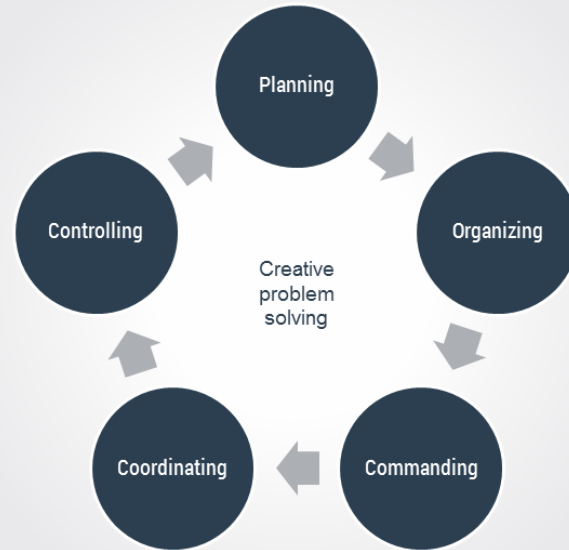 Planning
Organizing
Commanding
Coordinating
Controlling
Creative
problem
solving